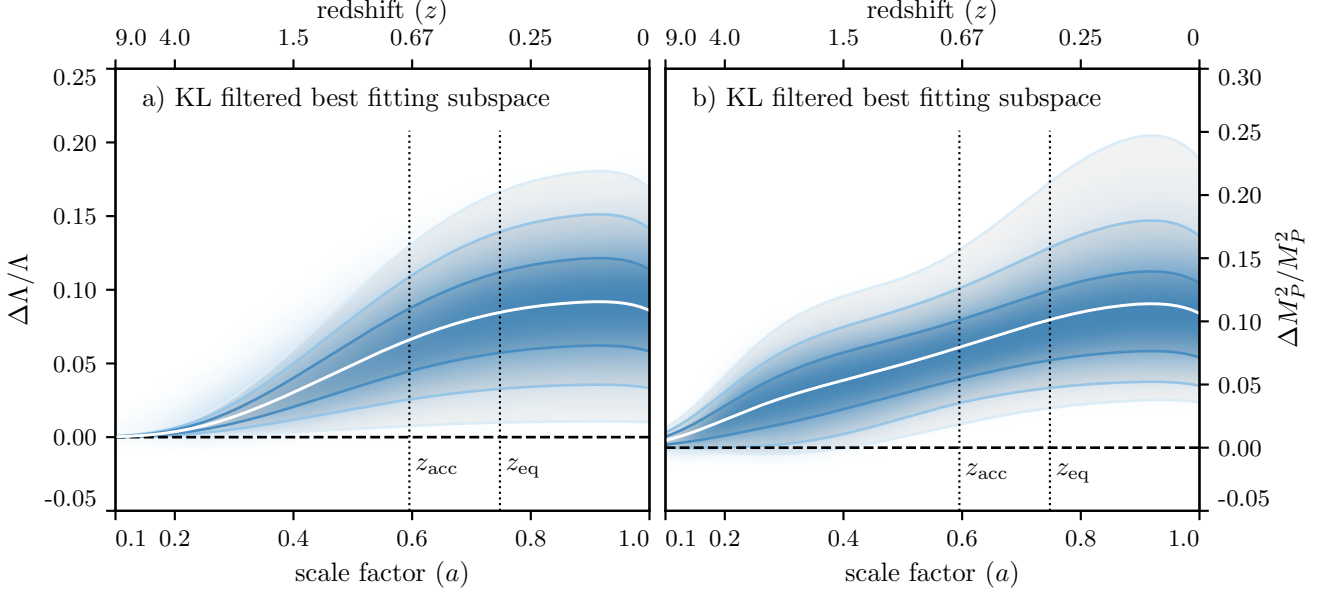 redshift (z)
9.0 4.0 1.5 0.67 0.25 0
a) KL filtered best fitting subspace
0.25
0.20
0.15
0.10
0.05
0.00
-0.05
ΔΛ/Λ
z_acc
z_eq
0.1 0.2 0.4 0.6 0.8 1.0
scale factor (a)
redshift (z)
9.0 4.0 1.5 0.67 0.25 0
b) KL filtered best fitting subspace
0.30
0.25
0.20
0.15
0.10
0.05
0.00
-0.05
ΔM_P^2/M_P^2
z_acc
z_eq
0.1 0.2 0.4 0.6 0.8 1.0
scale factor (a)